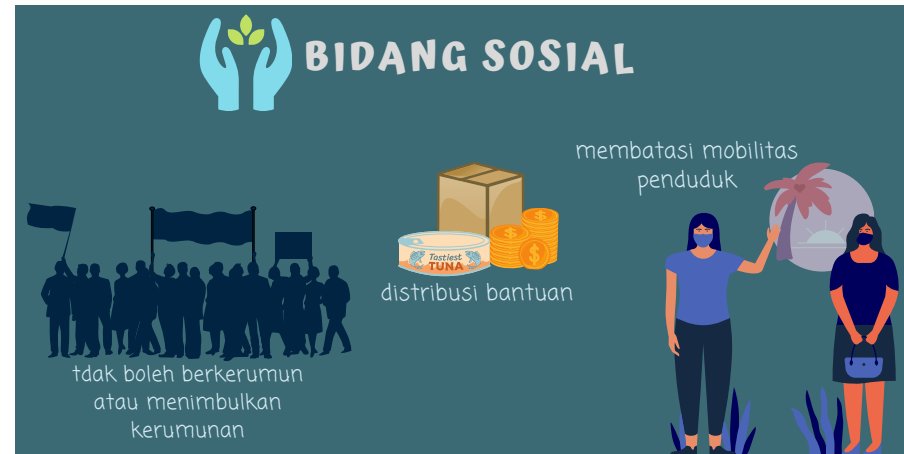 BIDANG SOSIAL
membatasi mobilitas
penduduk
Tastiest
TUNA
distribusi bantuan
tdak boleh berkerumun
atau menimbulkan
kerumunan